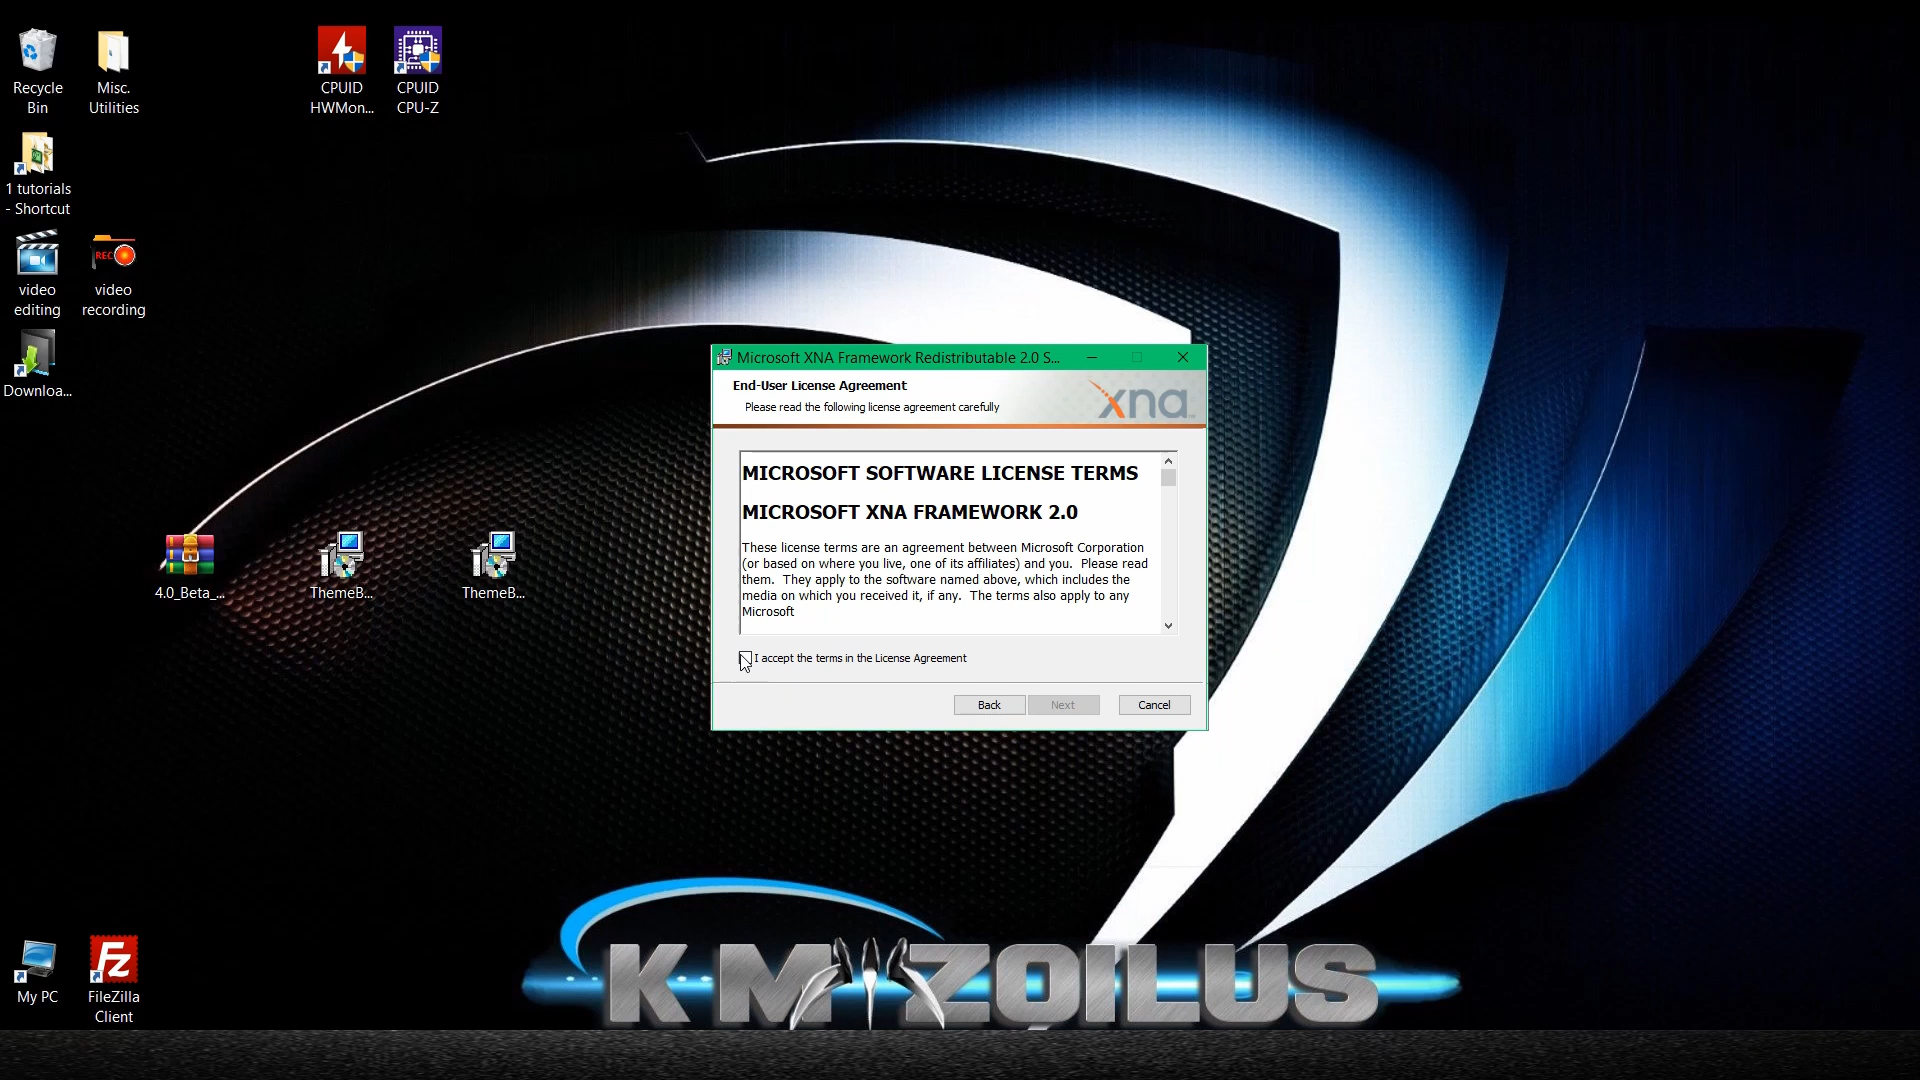 Recycle
Bin
Misc.
Utilities
CPUID
HWMon...
CPUID
CPU-Z
1 tutorials
- Shortcut
video
editing
REC
video
recording
Downloa...
4.0_Beta_...
ThemeB...
ThemeB...
Microsoft XNA Framework Redistributable 2.0 S...
End-User License Agreement
Please read the following license agreement carefully
xna
MICROSOFT SOFTWARE LICENSE TERMS
MICROSOFT XNA FRAMEWORK 2.0
These license terms are an agreement between Microsoft Corporation
(or based on where you live, one of its affiliates) and you.  Please read
them.  They apply to the software named above, which includes the
media on which you received it, if any.  The terms also apply to any
Microsoft
I accept the terms in the License Agreement
Back
Next
Cancel
My PC
Fz
FileZilla
Client
KM ZOILUS